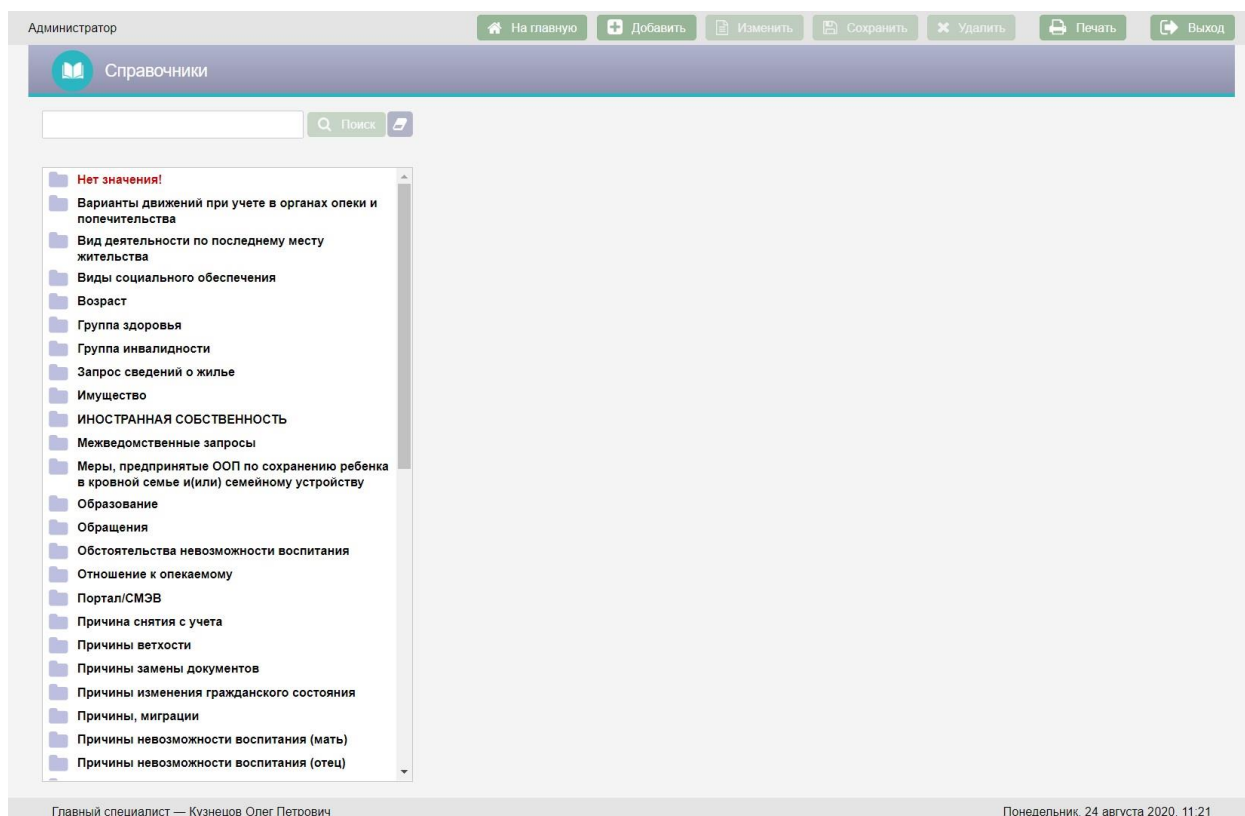 Администратор
На главную
Добавить
Изменить
Сохранить
Удалить
Печать
Выход
Справочники
Поиск
Нет значения!
Варианты движений при учете в органах опеки и
попечительства
Вид деятельности по последнему месту
жительства
Виды социального обеспечения
Возраст
Группа здоровья
Группа инвалидности
Запрос сведений о жилье
Имущество
ИНОСТРАННАЯ СОБСТВЕННОСТЬ
Межведомственные запросы
Меры, предпринятые ООП по сохранению ребенка
в кровной семье и(или) семейному устройству
Образование
Обращения
Обстоятельства невозможности воспитания
Отношение к опекаемому
Портал/СМЭВ
Причина снятия с учета
Причины ветхости
Причины замены документов
Причины изменения гражданского состояния
Причины, миграции
Причины невозможности воспитания (мать)
Причины невозможности воспитания (отец)
Главный специалист — Кузнецов Олег Петрович
Понедельник, 24 августа 2020, 11:21